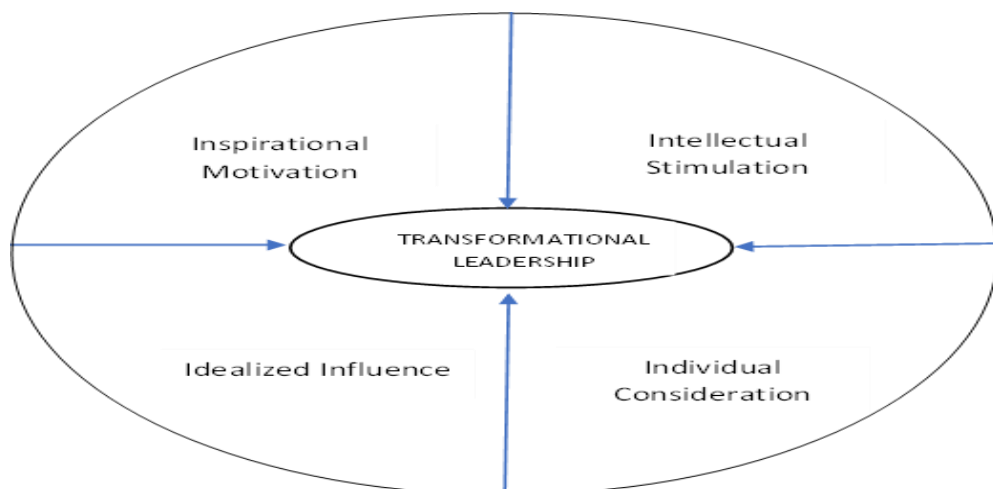 Inspirational
Motivation
Intellectual
Stimulation
TRANSFORMATIONAL
LEADERSHIP
Idealized Influence
Individual
Consideration